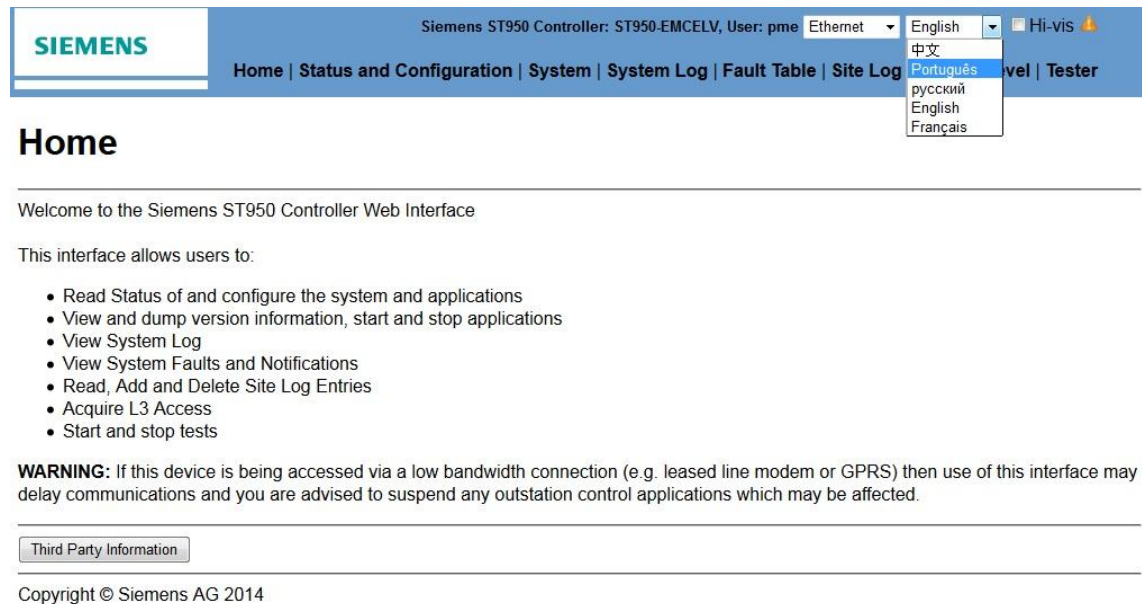 SIEMENS
Siemens ST950 Controller: ST950-EMCELV, User: pme Ethernet English Hi-vis
中文
Português
русский
English
Français
Home | Status and Configuration | System | System Log | Fault Table | Site Log vel | Tester
Home
Welcome to the Siemens ST950 Controller Web Interface
This interface allows users to:
• Read Status of and configure the system and applications
• View and dump version information, start and stop applications
• View System Log
• View System Faults and Notifications
• Read, Add and Delete Site Log Entries
• Acquire L3 Access
• Start and stop tests
WARNING: If this device is being accessed via a low bandwidth connection (e.g. leased line modem or GPRS) then use of this interface may
delay communications and you are advised to suspend any outstation control applications which may be affected.
Third Party Information
Copyright © Siemens AG 2014